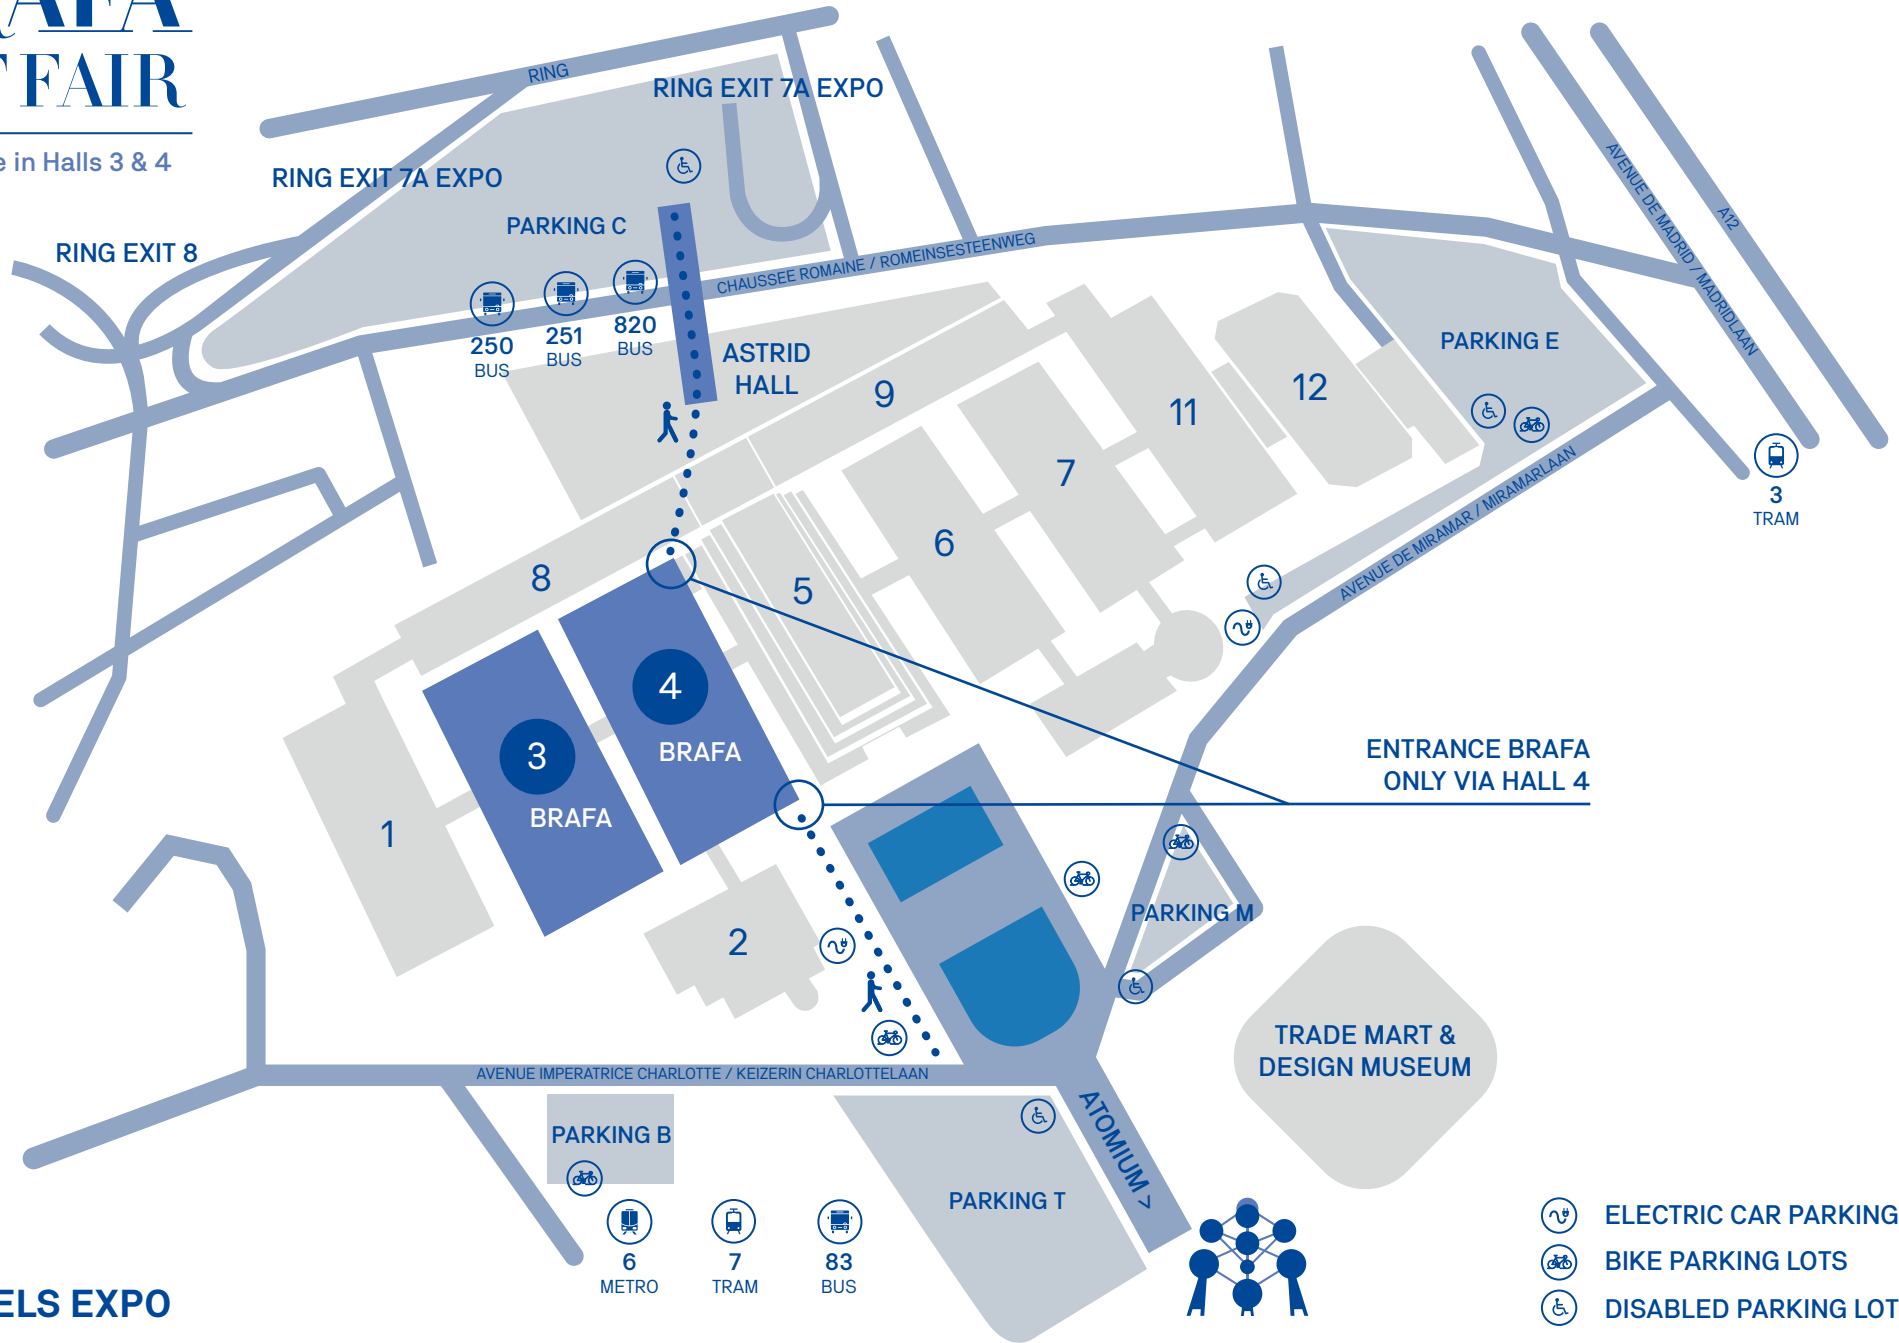 AFA
FAIR
e in Halls 3 & 4
RING
RING EXIT 7A EXPO
RING EXIT 7A EXPO
PARKING C
RING EXIT 8
CHAUSSEE ROMAINE / ROMEINSESTEENWEG
AVENUE DE MADRID / MADRIDLAAN
A12
250
BUS
251
BUS
820
BUS
ASTRID
HALL
PARKING E
9
11
12
7
6
5
8
3
TRAM
AVENUE DE MIRAMAR / MIRAMARLAAN
4
BRAFA
3
BRAFA
1
2
ENTRANCE BRAFA
ONLY VIA HALL 4
PARKING M
TRADE MART &
DESIGN MUSEUM
AVENUE IMPERATRICE CHARLOTTE / KEIZERIN CHARLOTTELAAN
PARKING B
ATOMIUM >
PARKING T
6
METRO
7
TRAM
83
BUS
ELECTRIC CAR PARKING
BIKE PARKING LOTS
DISABLED PARKING LOT
ELS EXPO